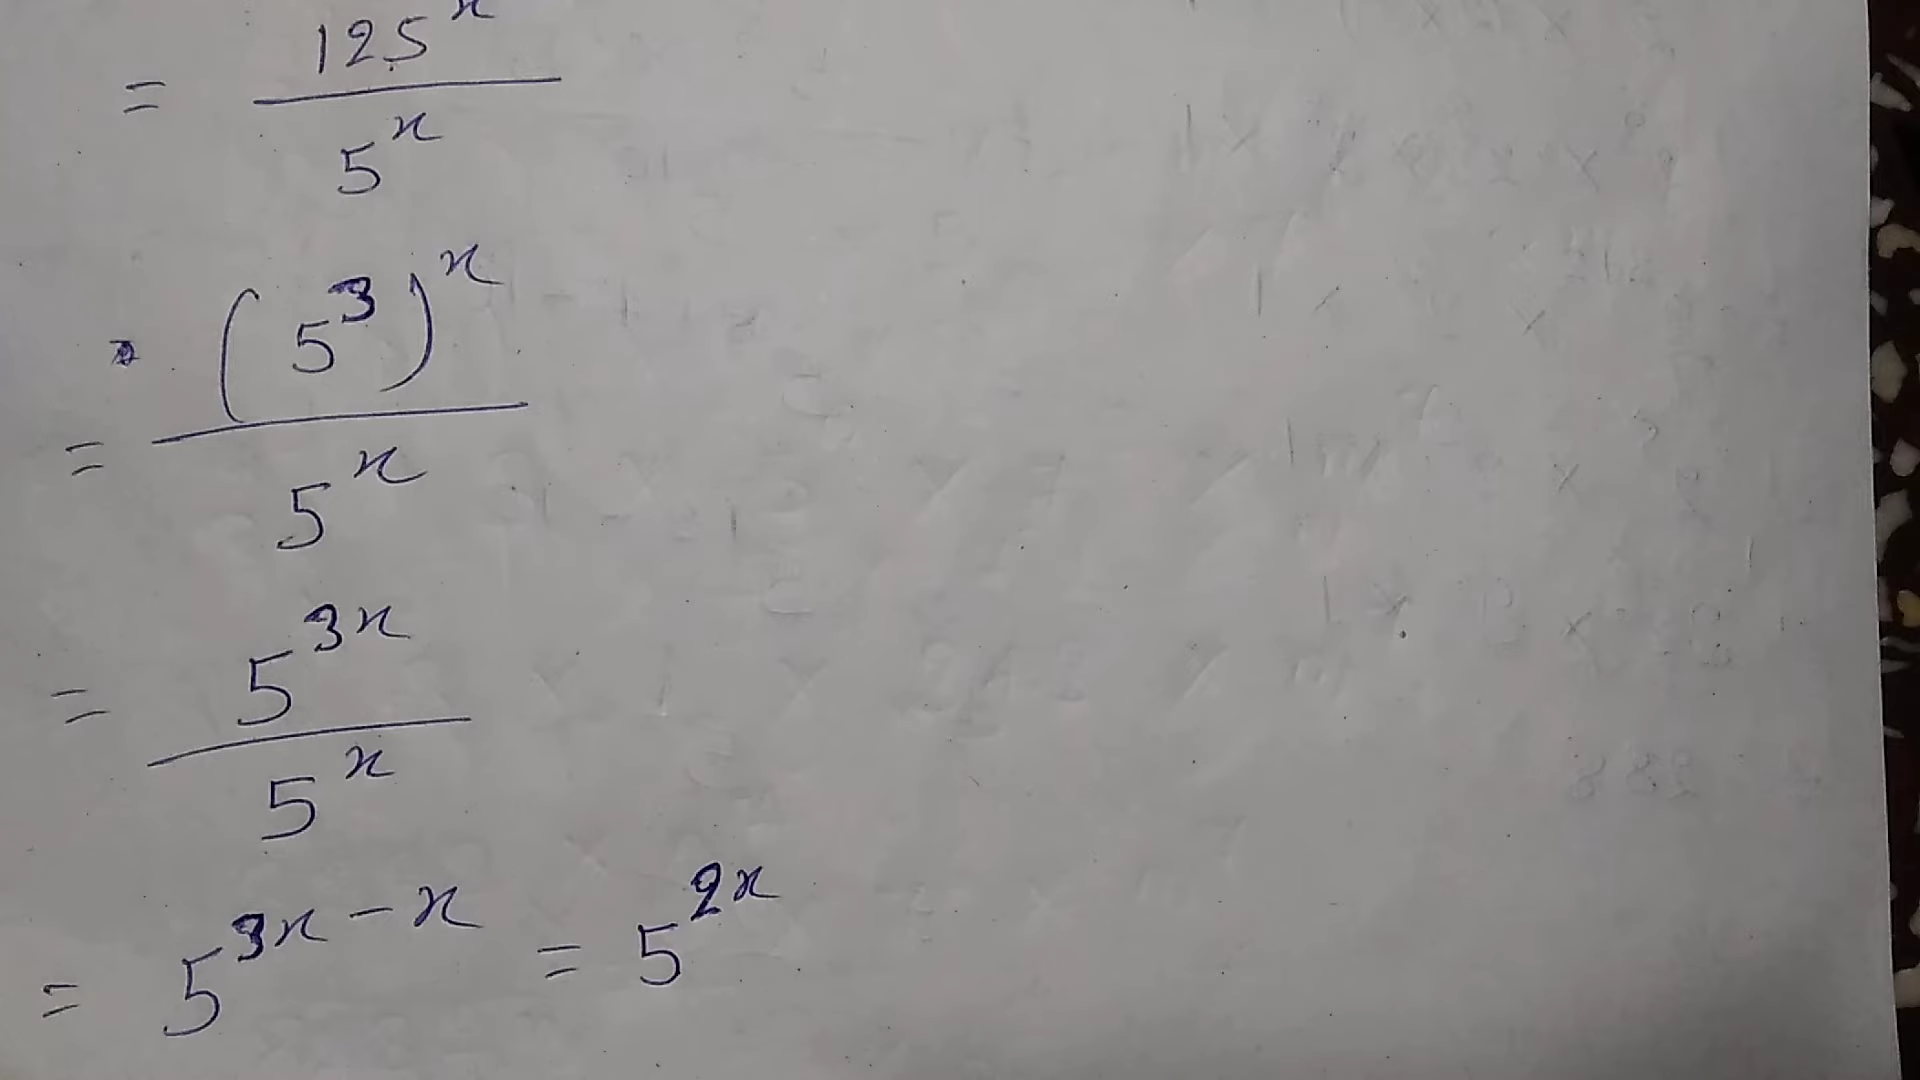 = 125^x / 5^x
= (5^3)^x / 5^x
= 5^3x / 5^x
= 5^3x-x = 5^2x